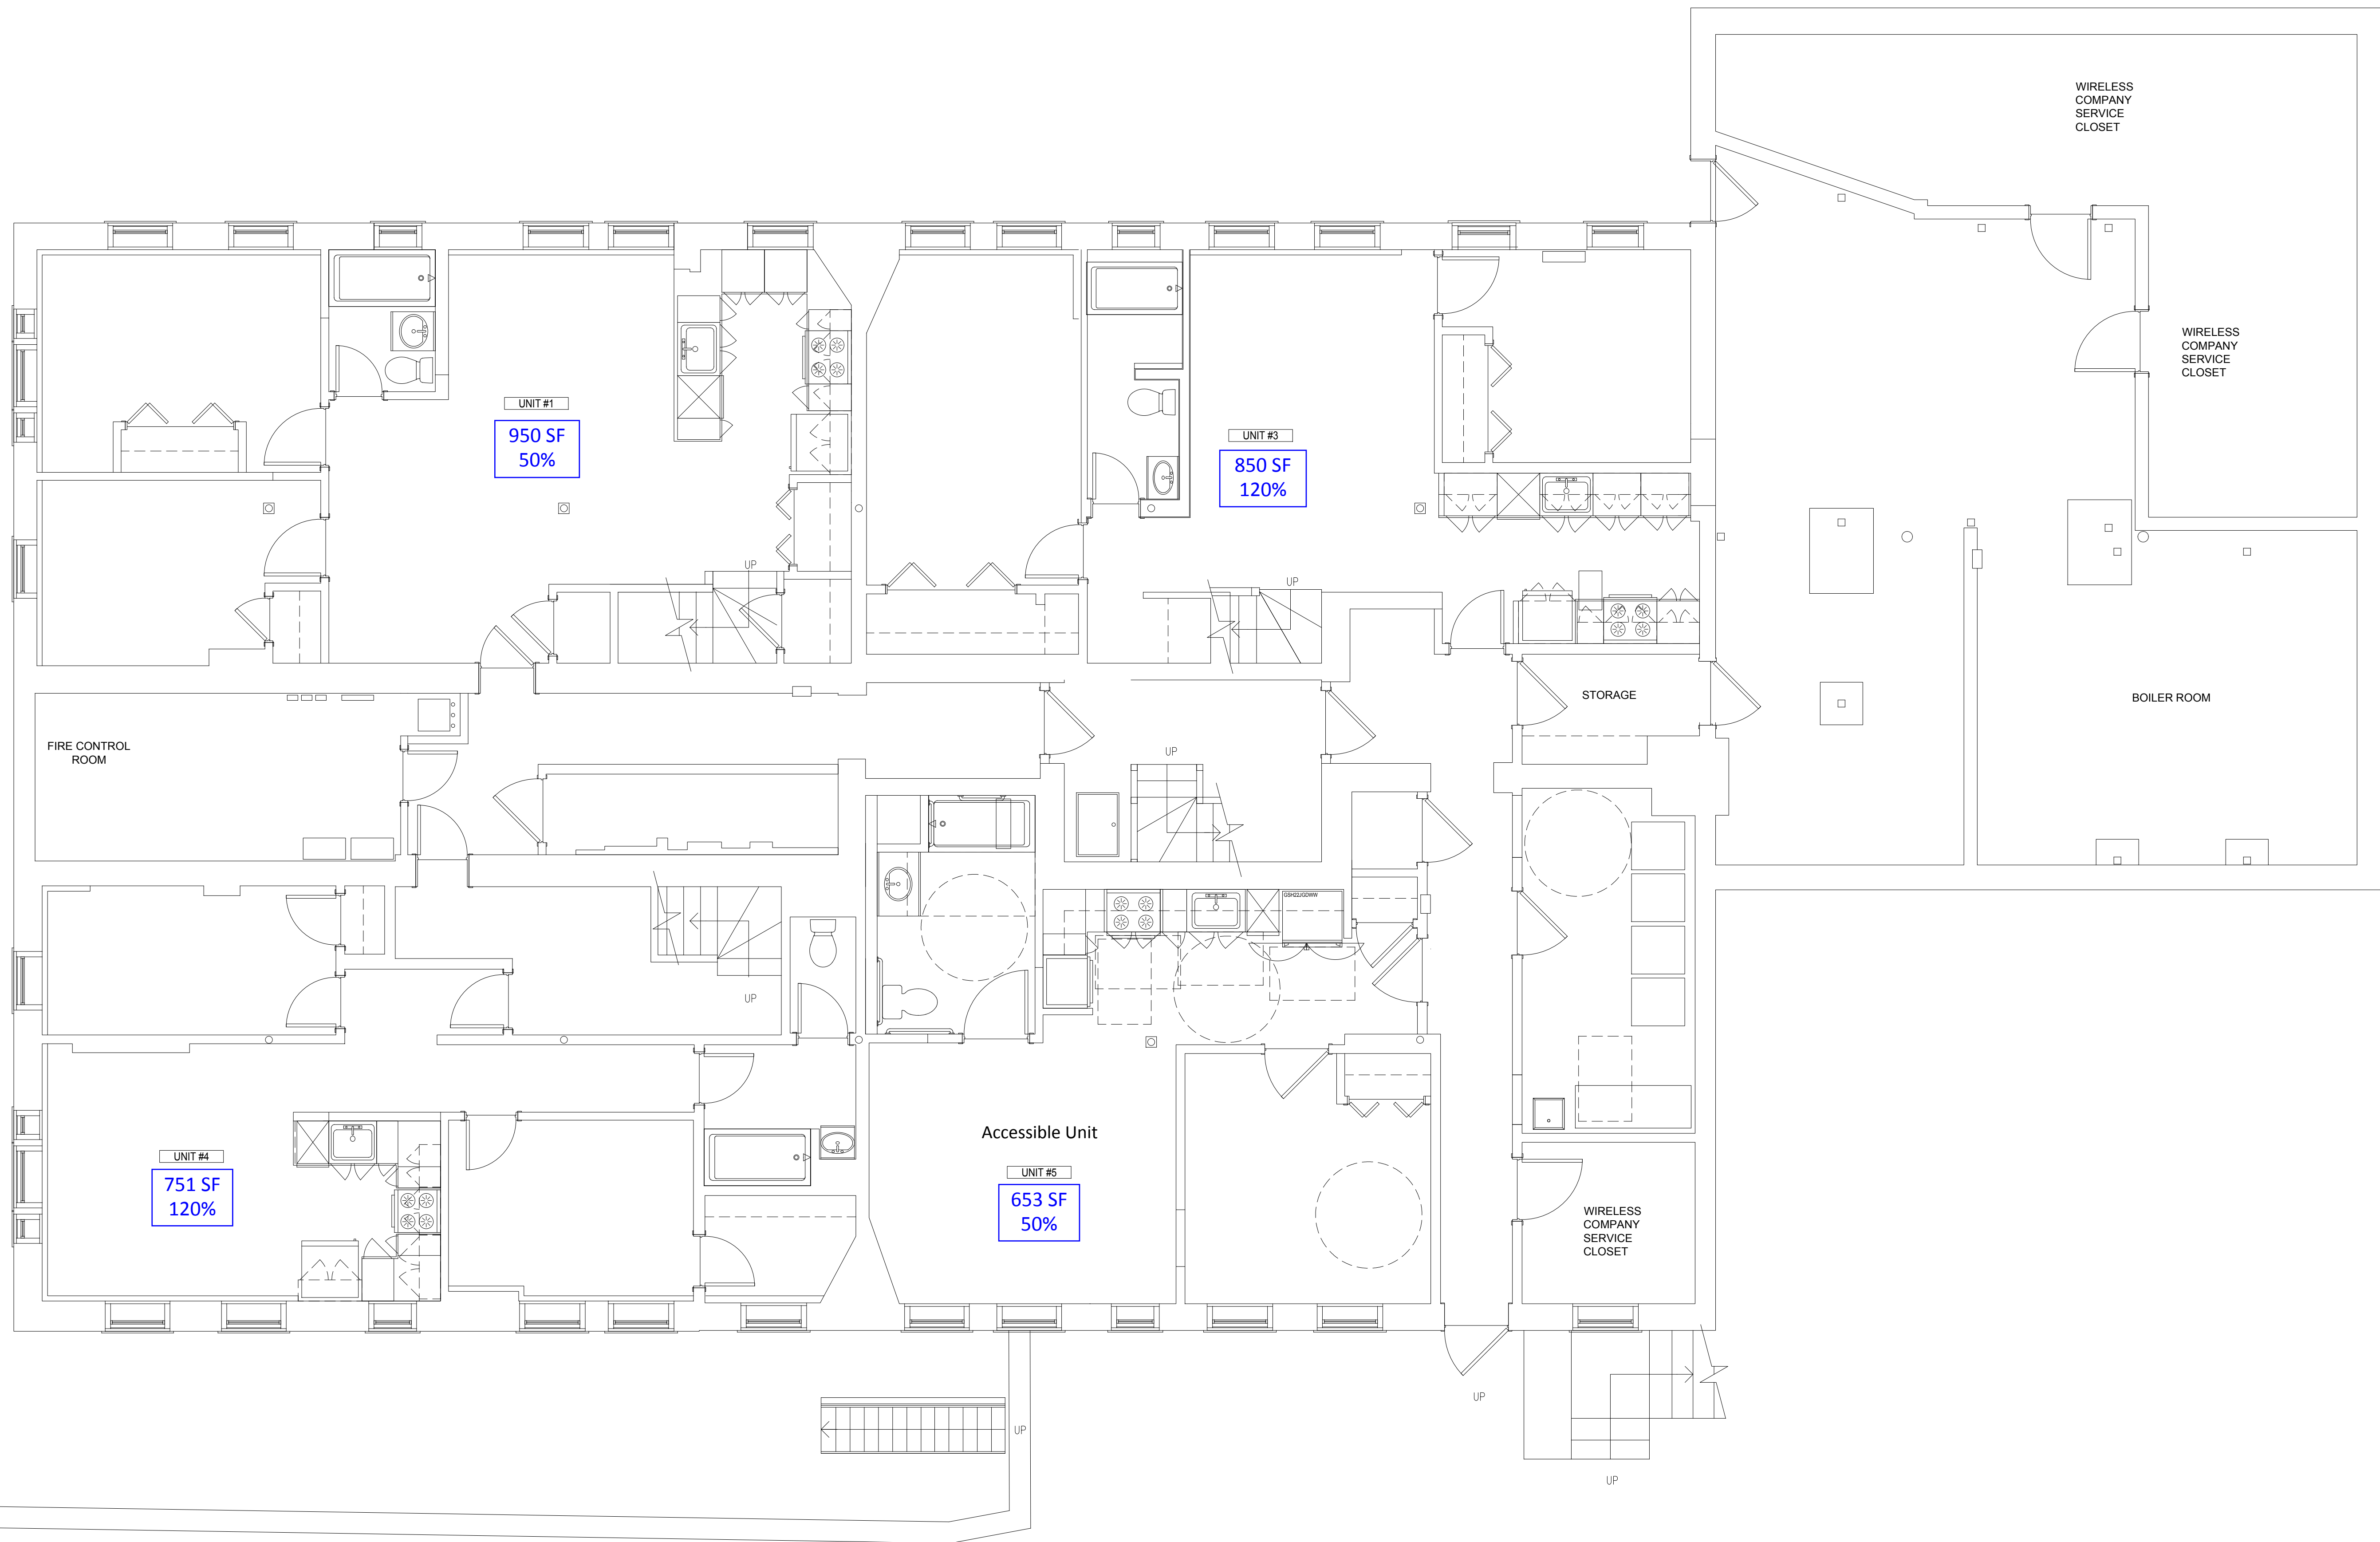 WIRELESS
COMPANY
SERVICE
CLOSET
WIRELESS
COMPANY
SERVICE
CLOSET
UNIT #1
950 SF
50%
UNIT #3
850 SF
120%
UP
UP
STORAGE
BOILER ROOM
FIRE CONTROL
ROOM
UP
GSH22JGDWW
UP
Accessible Unit
UNIT #4
751 SF
120%
UNIT #5
653 SF
50%
WIRELESS
COMPANY
SERVICE
CLOSET
UP
UP
UP